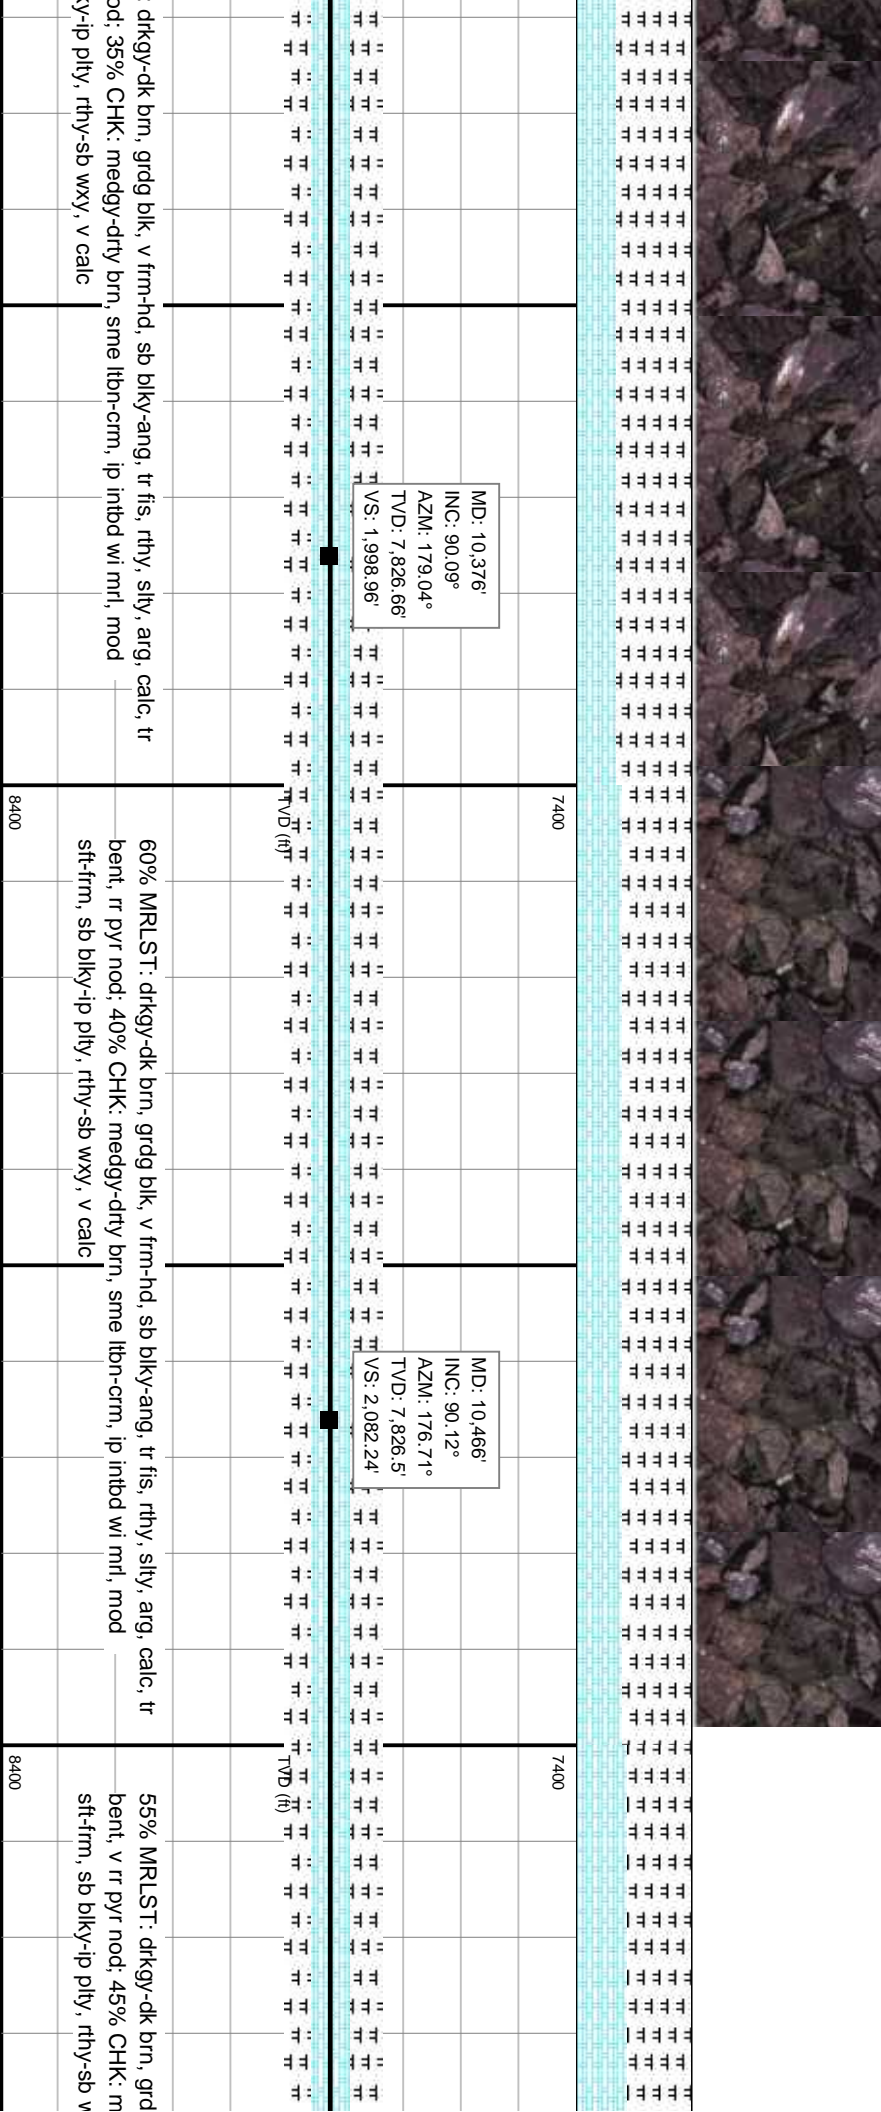 : drkgy-dk brn, grdg blk, v frm-hd, sb blky-ang, tr fis, rthy, slty, arg, calc, tr
od; 35% CHK: medgy-drty brn, sme ltbn-crm, ip intbd wi mrl, mod
ky-ip plty, rthy-sb wxy, v calc
MD: 10,376'
INC: 90.09°
AZM: 179.04°
TVD: 7,826.66'
VS: 1,998.96'
7400
TVD (ft)
8400
60% MRLST: drkgy-dk brn, grdg blk, v frm-hd, sb blky-ang, tr fis, rthy, slty, arg, calc, tr
bent, rr pyr nod; 40% CHK: medgy-drty brn, sme ltbn-crm, ip intbd wi mrl, mod
sft-frm, sb blky-ip plty, rthy-sb wxy, v calc
MD: 10,466'
INC: 90.12°
AZM: 176.71°
TVD: 7,826.5'
VS: 2,082.24'
7400
TVD (ft)
8400
55% MRLST: drkgy-dk brn, grd
bent, v rr pyr nod; 45% CHK: m
sft-frm, sb blky-ip plty, rthy-sb